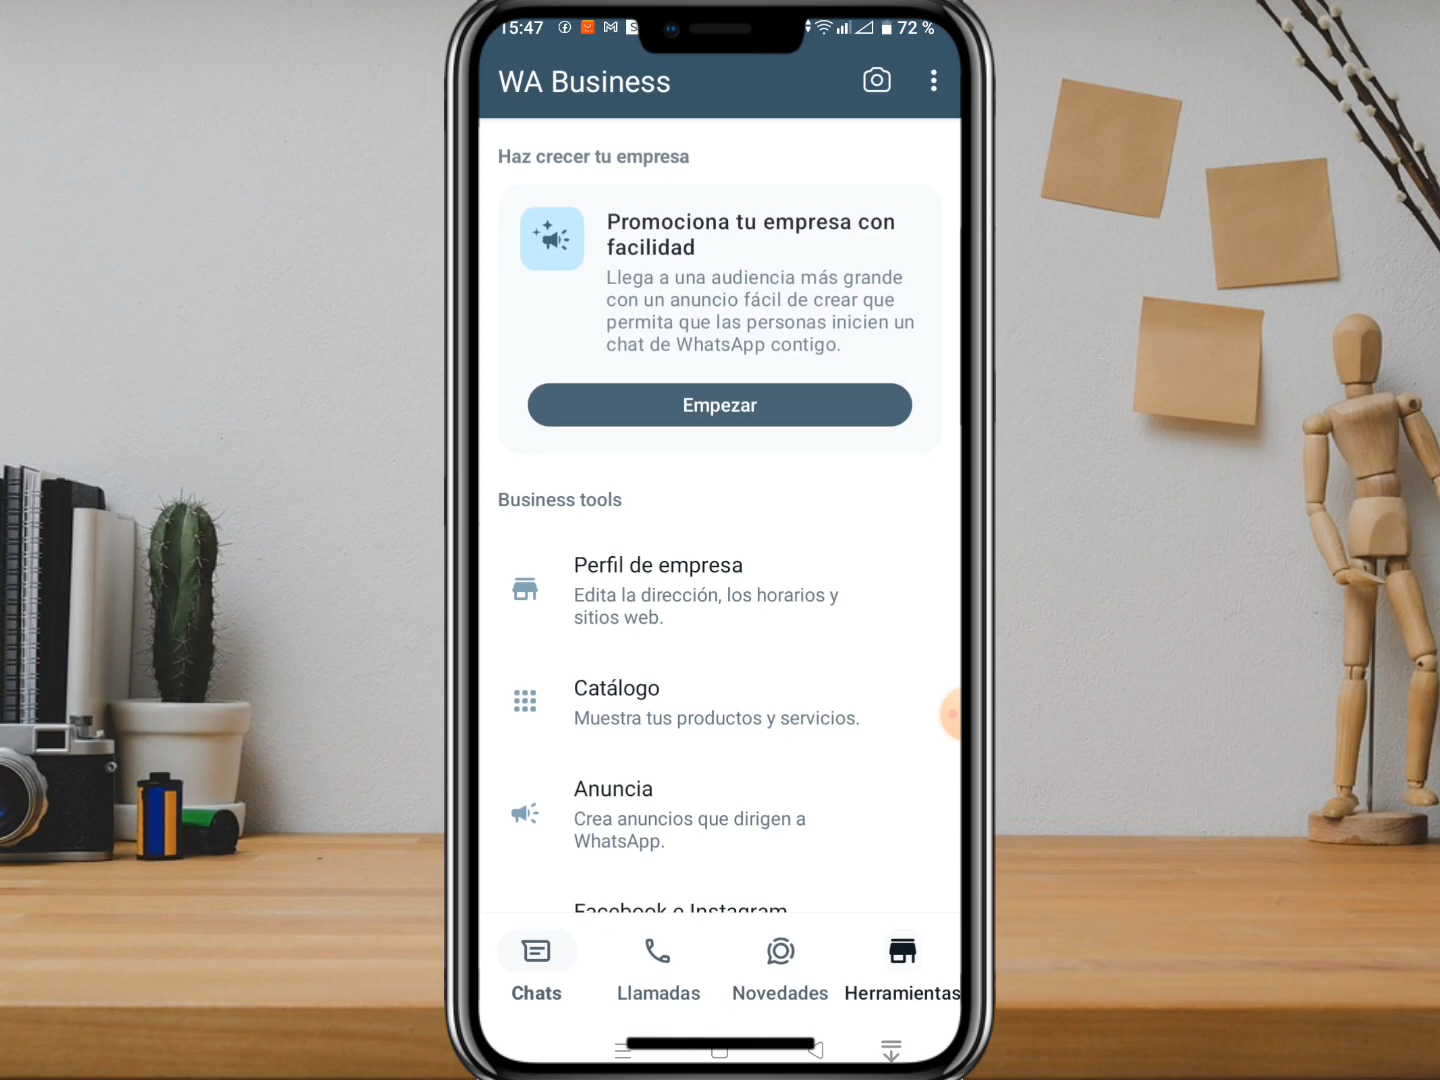 15:47
72 %
WA Business
Haz crecer tu empresa
Promociona tu empresa con
facilidad
Llega a una audiencia más grande
con un anuncio fácil de crear que
permita que las personas inicien un
chat de WhatsApp contigo.
Empezar
Business tools
Perfil de empresa
Edita la dirección, los horarios y
sitios web.
Catálogo
Muestra tus productos y servicios.
Anuncia
Crea anuncios que dirigen a
WhatsApp.
Facebook e Instagram
Chats
Llamadas
Novedades
Herramientas